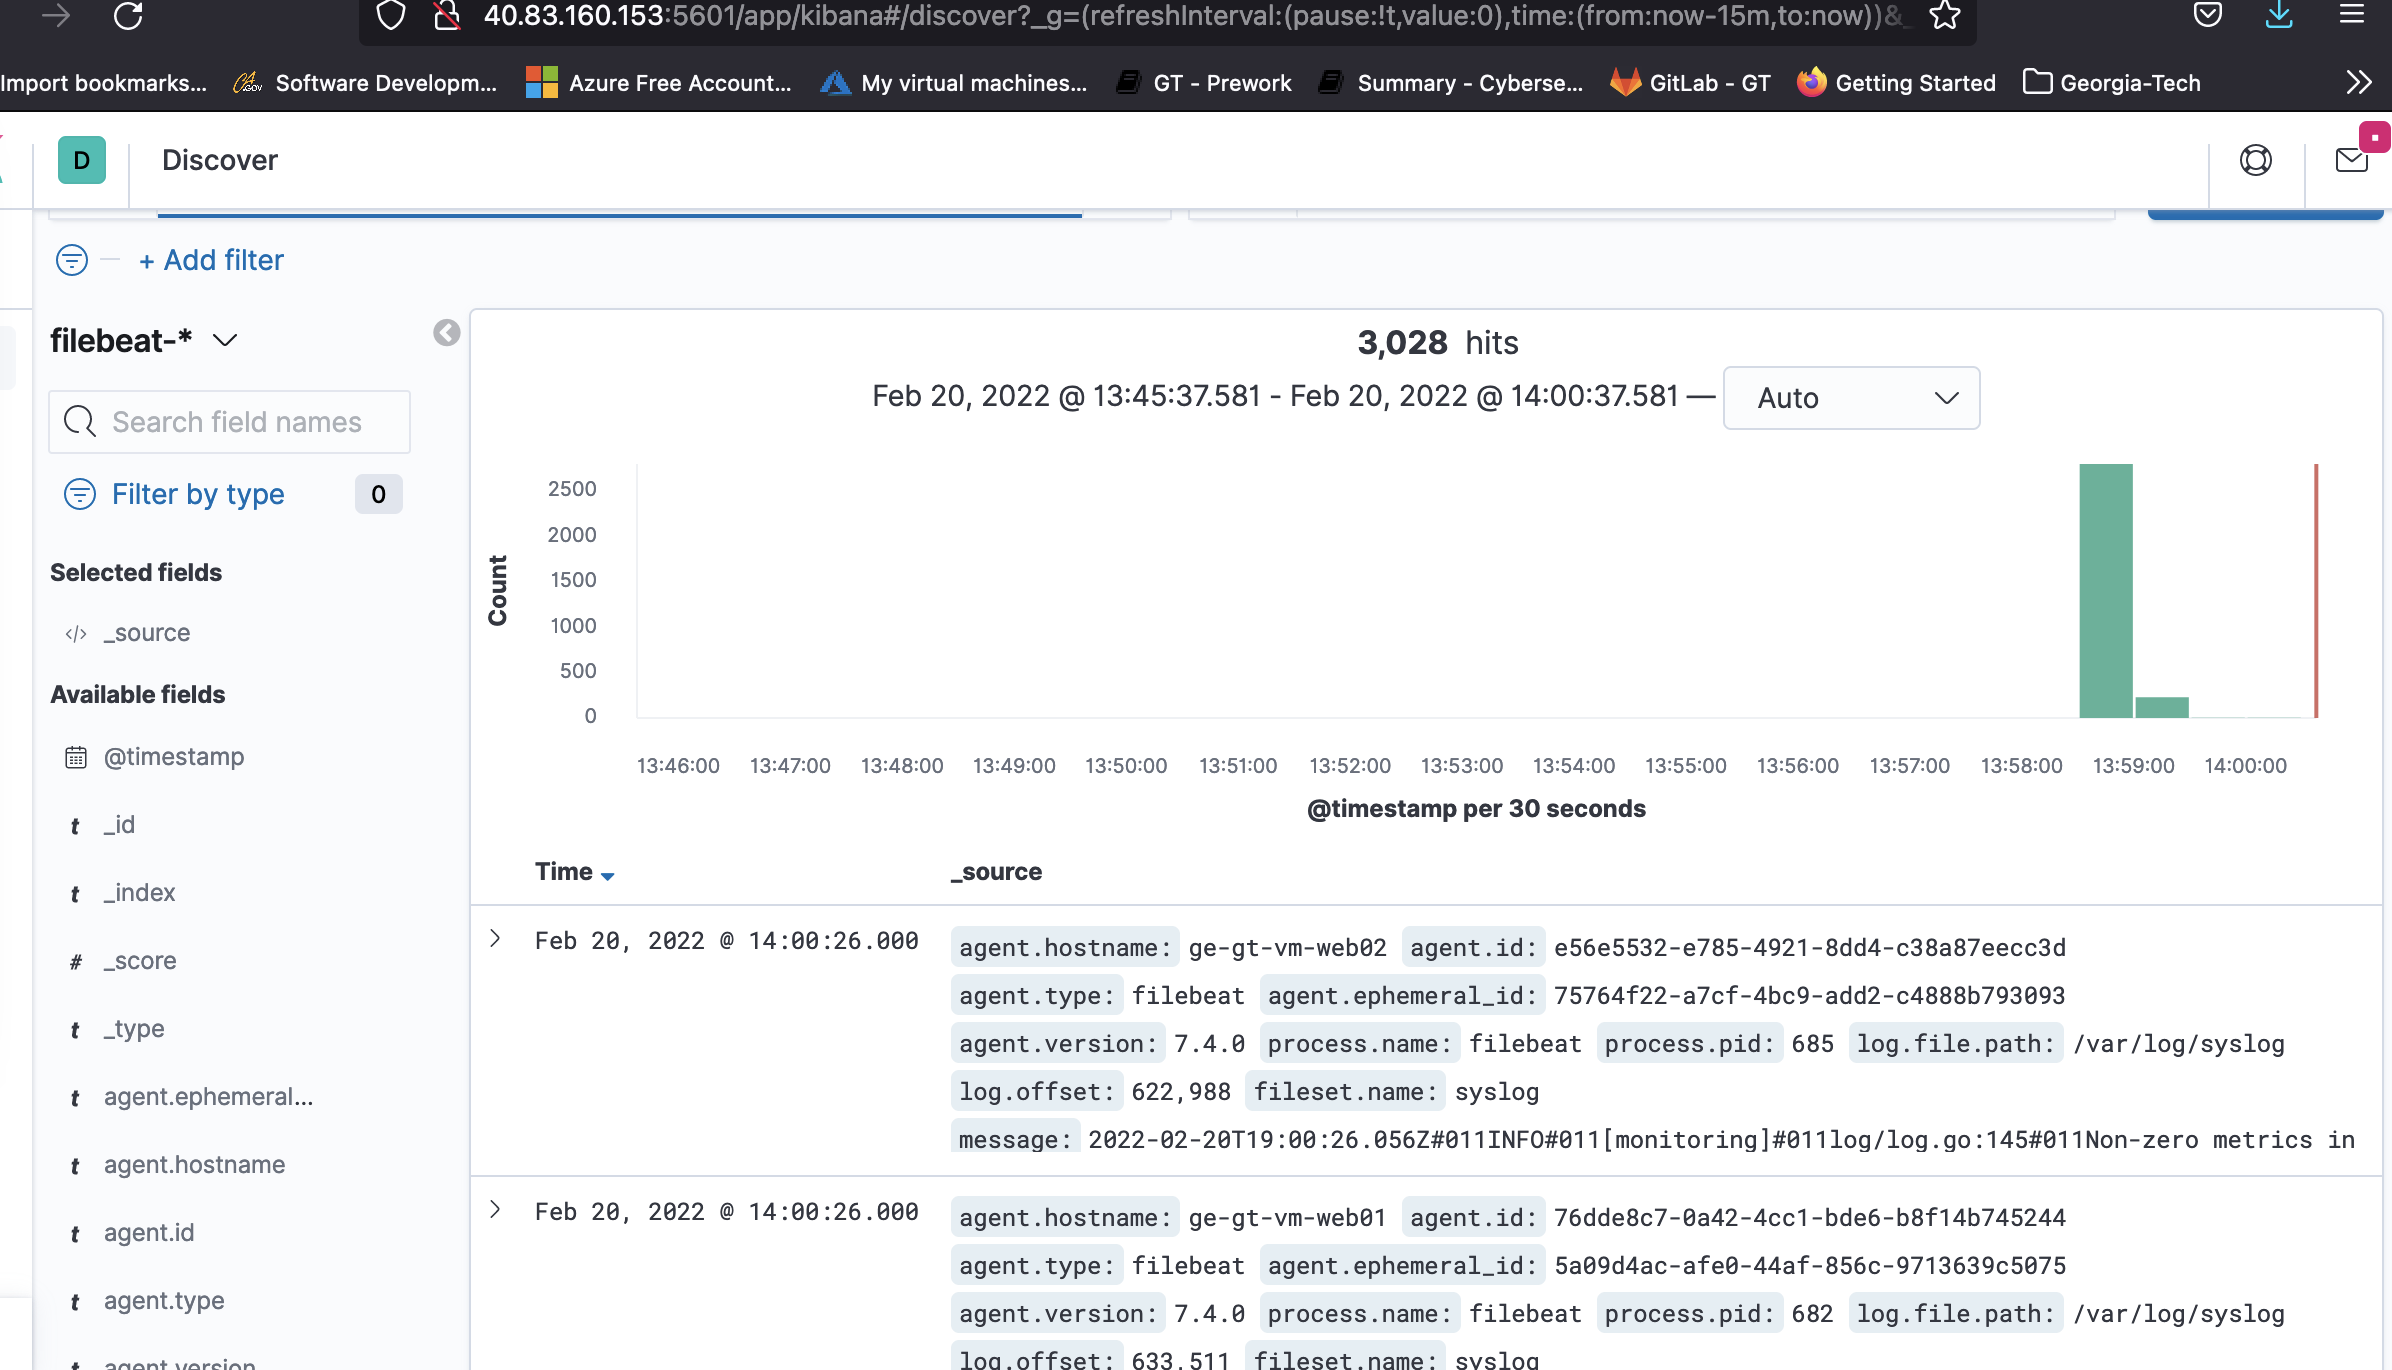 40.83.160.153:5601/app/kibana#/discover?_g=(refreshInterval:(pause:!t,value:0),time:(from:now-15m,to:now))&_
Import bookmarks... CA.GOV Software Developm... Azure Free Account... My virtual machines... GT - Prework Summary - Cyberse... GitLab - GT Getting Started Georgia-Tech
D Discover
+ Add filter
filebeat-*
Search field names
Filter by type 0
Selected fields
_source
Available fields
@timestamp
t _id
t _index
# _score
t _type
t agent.ephemeral...
t agent.hostname
t agent.id
t agent.type
t agent.version
3,028 hits
Feb 20, 2022 @ 13:45:37.581 - Feb 20, 2022 @ 14:00:37.581 — Auto
Count
2500
2000
1500
1000
500
0
13:46:00 13:47:00 13:48:00 13:49:00 13:50:00 13:51:00 13:52:00 13:53:00 13:54:00 13:55:00 13:56:00 13:57:00 13:58:00 13:59:00 14:00:00
@timestamp per 30 seconds
Time _source
Feb 20, 2022 @ 14:00:26.000 agent.hostname: ge-gt-vm-web02 agent.id: e56e5532-e785-4921-8dd4-c38a87eecc3d
agent.type: filebeat agent.ephemeral_id: 75764f22-a7cf-4bc9-add2-c4888b793093
agent.version: 7.4.0 process.name: filebeat process.pid: 685 log.file.path: /var/log/syslog
log.offset: 622,988 fileset.name: syslog
message: 2022-02-20T19:00:26.056Z#011INFO#011[monitoring]#011log/log.go:145#011Non-zero metrics in
Feb 20, 2022 @ 14:00:26.000 agent.hostname: ge-gt-vm-web01 agent.id: 76dde8c7-0a42-4cc1-bde6-b8f14b745244
agent.type: filebeat agent.ephemeral_id: 5a09d4ac-afe0-44af-856c-9713639c5075
agent.version: 7.4.0 process.name: filebeat process.pid: 682 log.file.path: /var/log/syslog
log.offset: 633,511 fileset.name: syslog